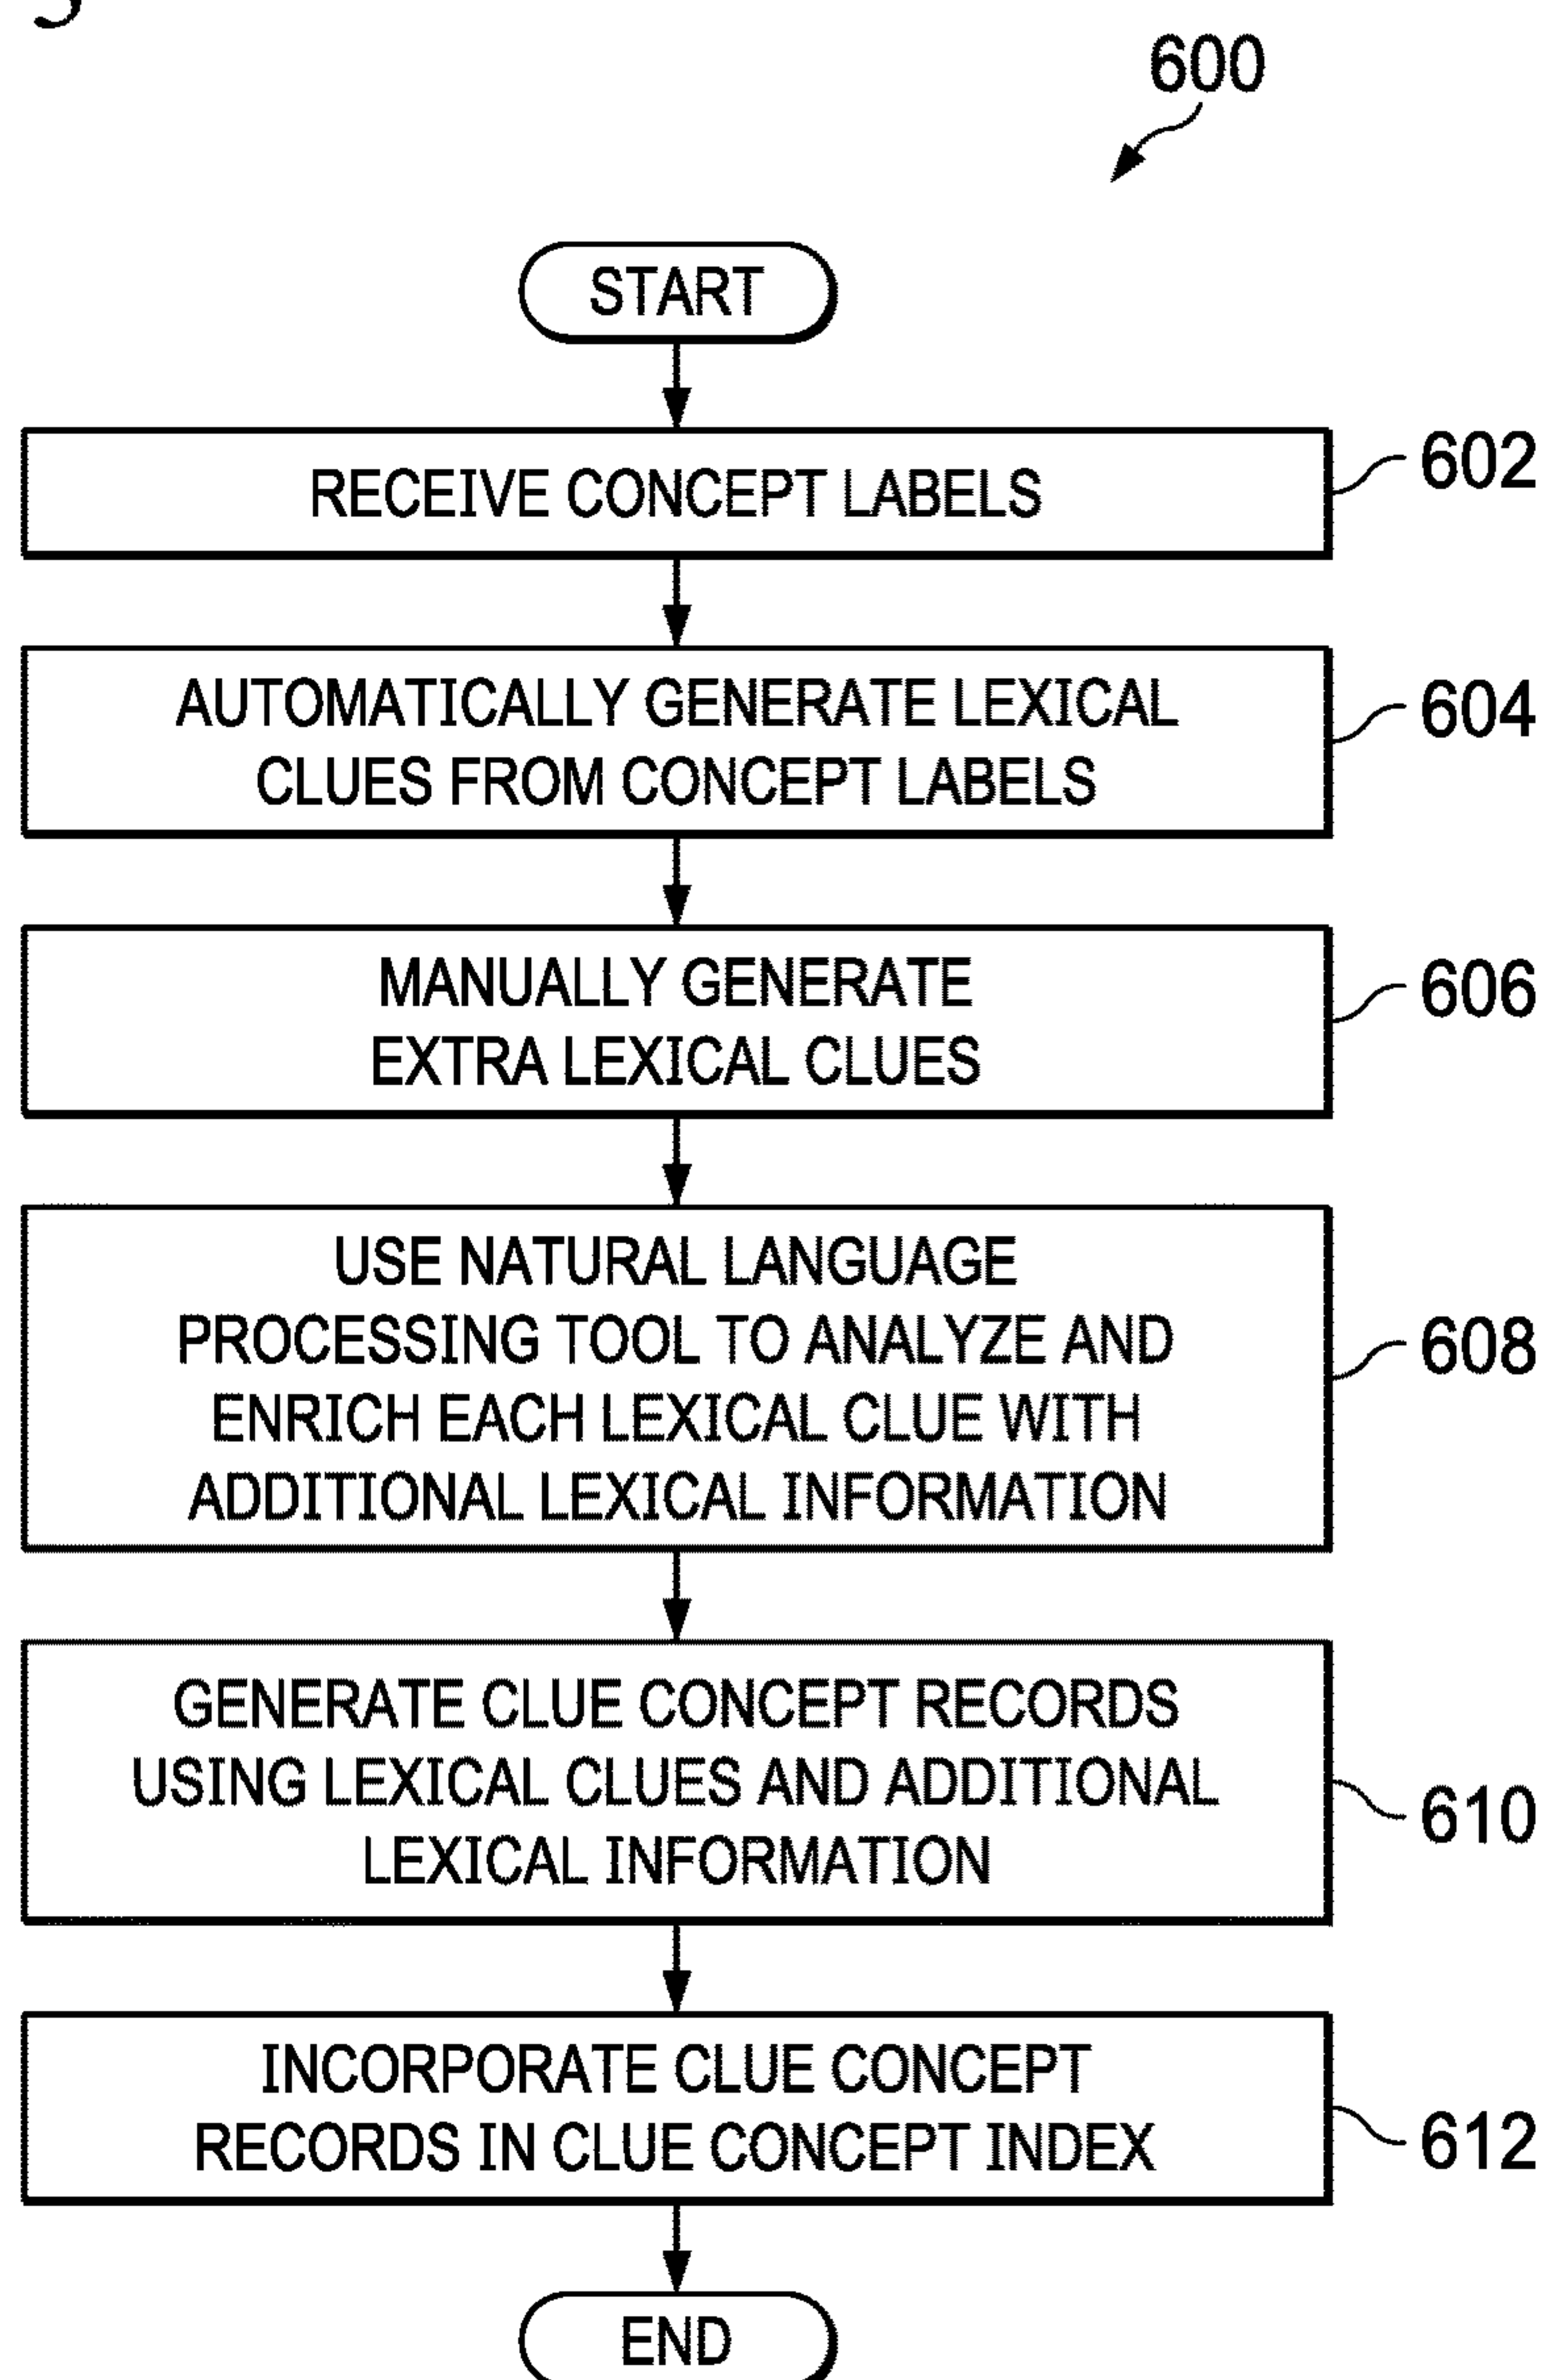 600
START
RECEIVE CONCEPT LABELS
602
AUTOMATICALLY GENERATE LEXICAL
CLUES FROM CONCEPT LABELS
604
MANUALLY GENERATE
EXTRA LEXICAL CLUES
606
USE NATURAL LANGUAGE
PROCESSING TOOL TO ANALYZE AND
ENRICH EACH LEXICAL CLUE WITH
ADDITIONAL LEXICAL INFORMATION
608
GENERATE CLUE CONCEPT RECORDS
USING LEXICAL CLUES AND ADDITIONAL
LEXICAL INFORMATION
610
INCORPORATE CLUE CONCEPT
RECORDS IN CLUE CONCEPT INDEX
612
END